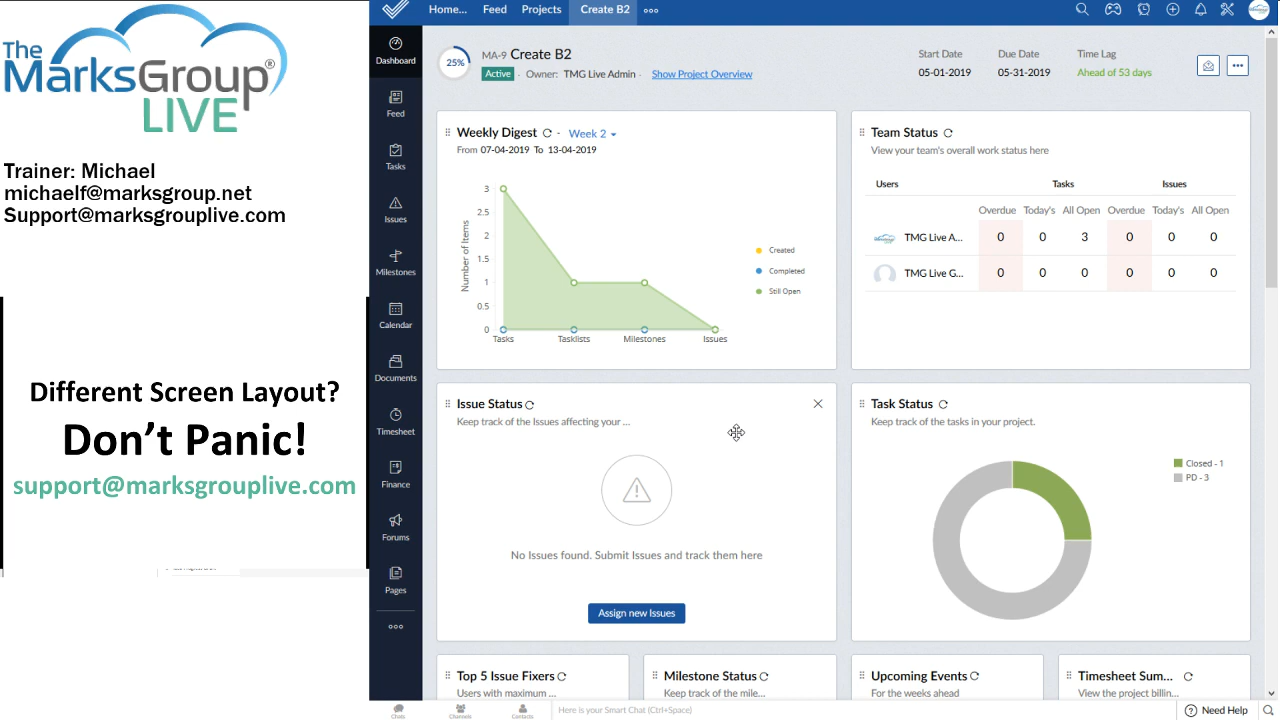 The
MarksGroup®
LIVE
Trainer: Michael
michaelf@marksgroup.net
Support@marksgrouplive.com
Different Screen Layout?
Don't Panic!
support@marksgrouplive.com
Home... Feed Projects Create B2
Dashboard
Feed
Tasks
Issues
Milestones
Calendar
Documents
Timesheet
Finance
Forums
Pages
25%
MA-9 Create B2
Active · Owner: TMG Live Admin · Show Project Overview
Start Date Due Date Time Lag
05-01-2019 05-31-2019 Ahead of 53 days
Weekly Digest - Week 2
From 07-04-2019 To 13-04-2019
Number of Items
3
2.5
2
1.5
1
0.5
0
Tasks Tasklists Milestones Issues
Created
Completed
Still Open
Team Status
View your team's overall work status here
Users Tasks Issues
Overdue Today's All Open Overdue Today's All Open
TMG Live A... 0 0 3 0 0 0
TMG Live G... 0 0 0 0 0 0
Issue Status
Keep track of the Issues affecting your ...
No Issues found. Submit Issues and track them here
Assign new Issues
Task Status
Keep track of the tasks in your project.
Closed - 1
PD - 3
Top 5 Issue Fixers
Users with maximum ...
Milestone Status
Keep track of the mile...
Upcoming Events
For the weeks ahead
Timesheet Sum...
View the project billin...
Chats Channels Contacts Here is your Smart Chat (Ctrl+Space) Need Help